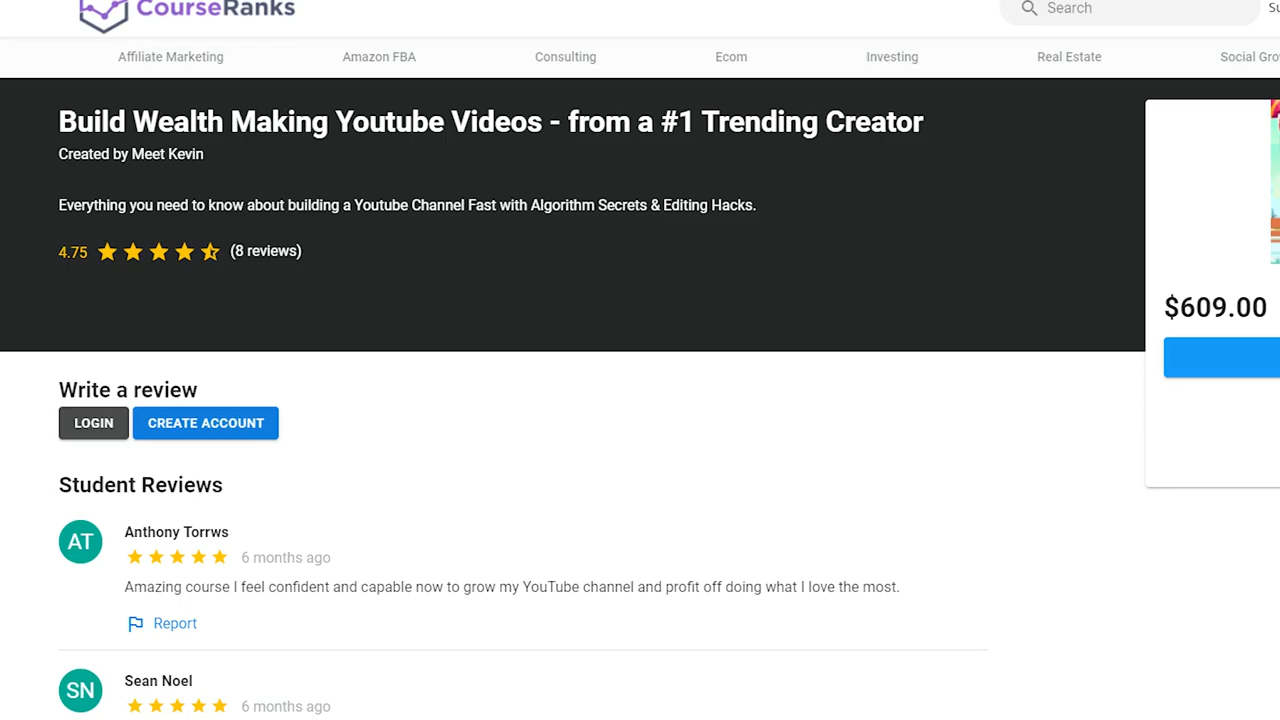 CourseRanks
Search
Affiliate Marketing
Amazon FBA
Consulting
Ecom
Investing
Real Estate
Social Gro
Build Wealth Making Youtube Videos - from a #1 Trending Creator
Created by Meet Kevin
Everything you need to know about building a Youtube Channel Fast with Algorithm Secrets & Editing Hacks.
4.75 (8 reviews)
$609.00
Write a review
LOGIN
CREATE ACCOUNT
Student Reviews
AT
Anthony Torrws
6 months ago
Amazing course I feel confident and capable now to grow my YouTube channel and profit off doing what I love the most.
Report
SN
Sean Noel
6 months ago